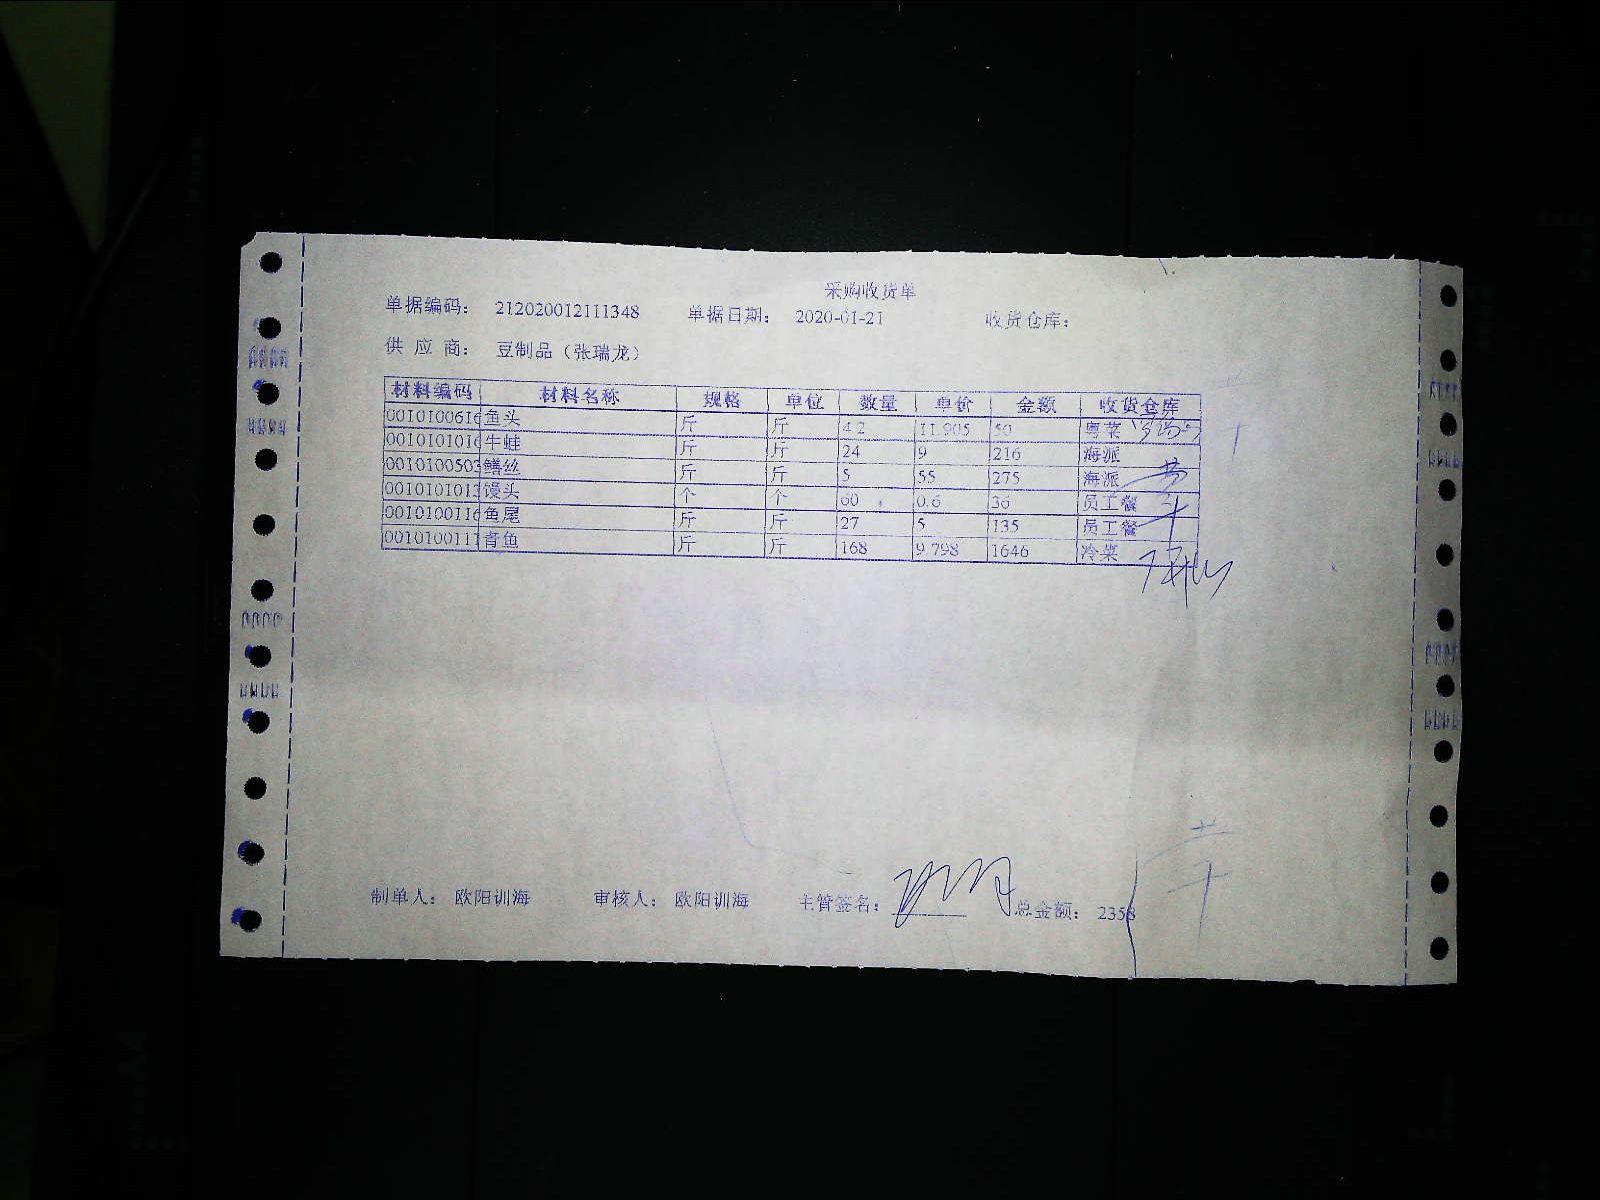 采购收货单
单据编码： 212020012111348 单据日期： 2020-01-21 收货仓库：
供 应 商： 豆制品（张瑞龙）
材料编码 材料名称 规格 单位 数量 单价 金额 收货仓库
0010100616 鱼头 斤 斤 4.2 11.905 50 粤菜
0010101016 牛蛙 斤 斤 24 9 216 海派
0010100503 鳝丝 斤 斤 5 55 275 海派
001010101 馒头 个 个 60 0.6 36 员工餐
0010100116 鱼尾 斤 斤 27 5 135 员工餐
001010011 青鱼 斤 斤 168 9.798 1646 冷菜
制单人： 欧阳训海 审核人： 欧阳训海 主管签名： 总金额： 2358